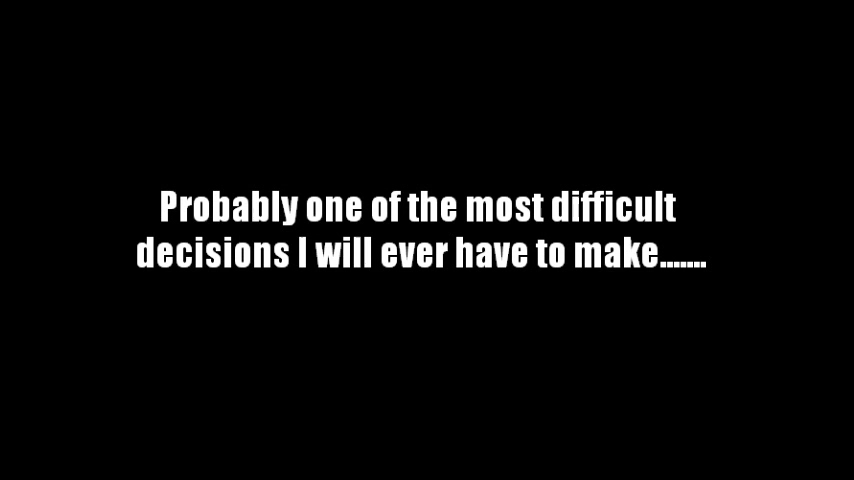 Probably one of the most difficult
decisions I will ever have to make.......